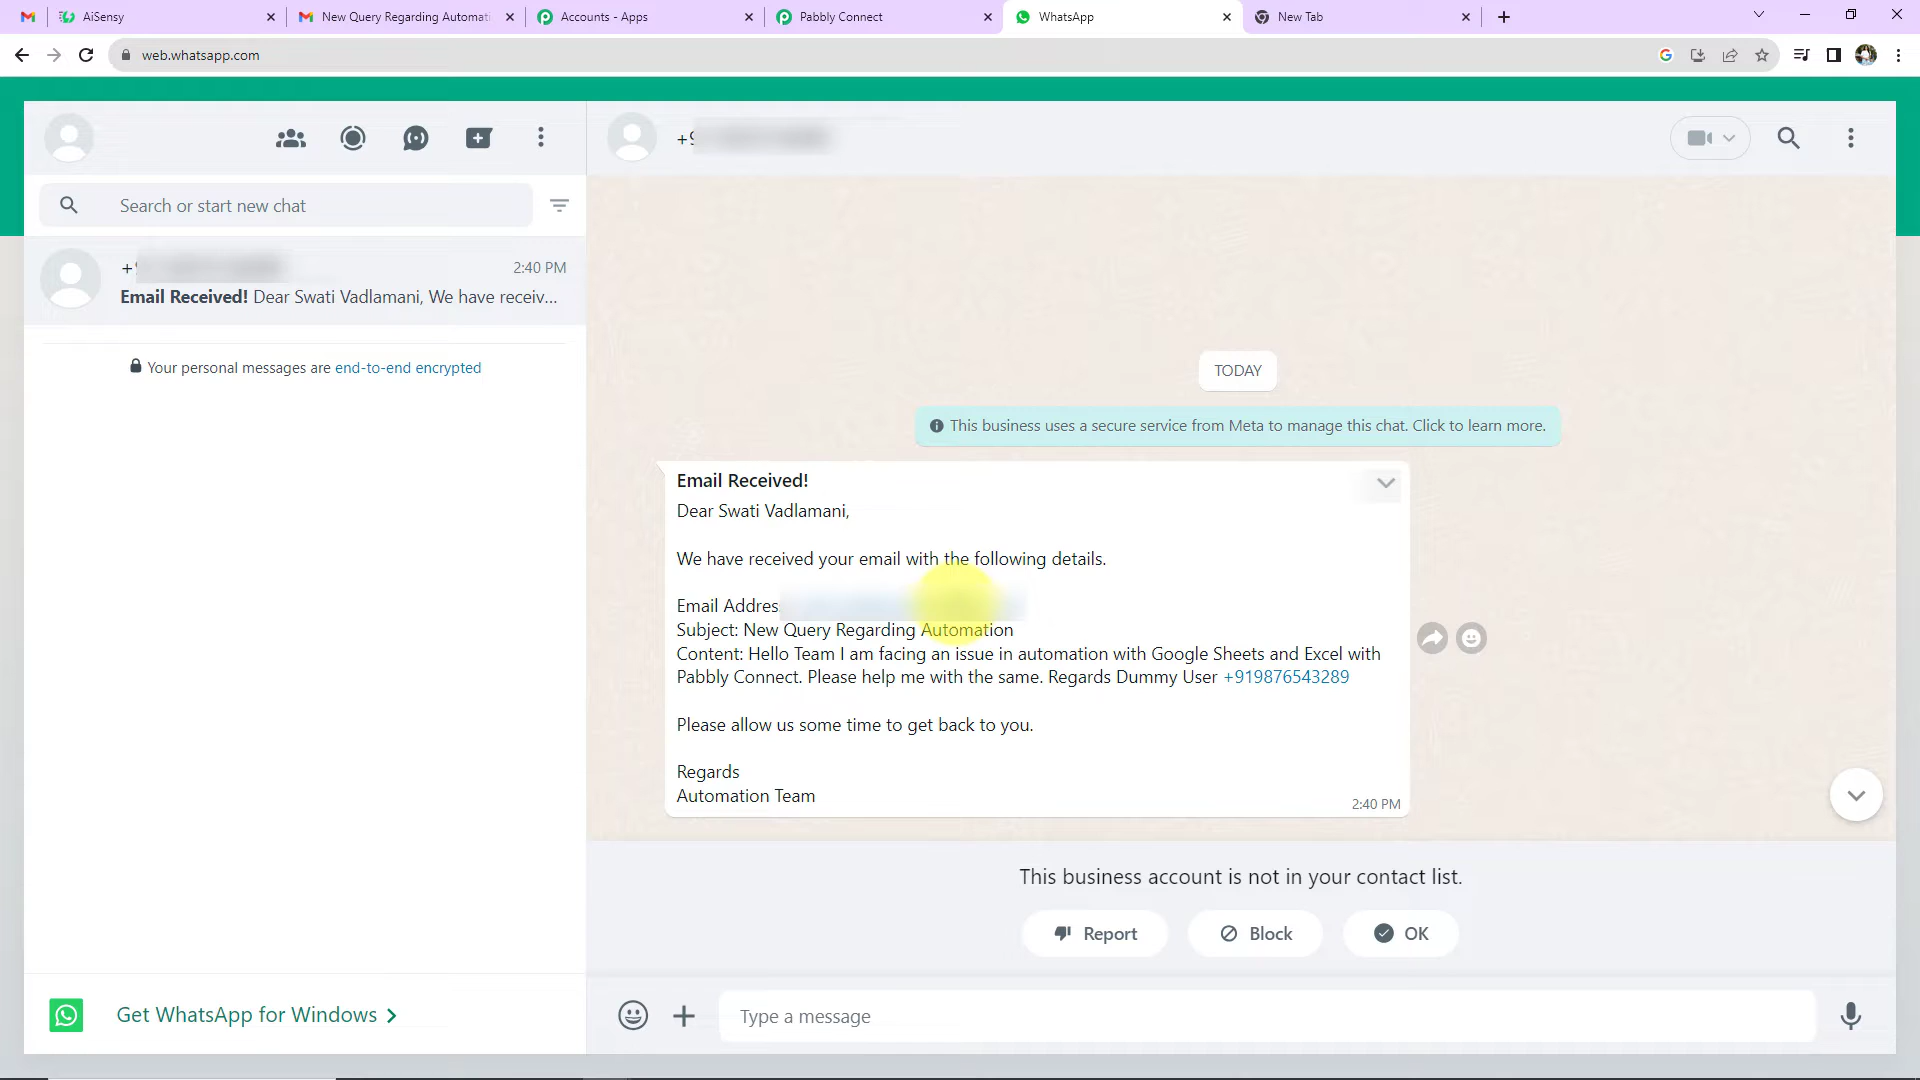 AiSensy
New Query Regarding Automati
Accounts - Apps
Pabbly Connect
WhatsApp
New Tab
web.whatsapp.com
Search or start new chat
2:40 PM
Email Received! Dear Swati Vadlamani, We have receiv...
Your personal messages are end-to-end encrypted
Get WhatsApp for Windows
+9
TODAY
This business uses a secure service from Meta to manage this chat. Click to learn more.
Email Received!
Dear Swati Vadlamani,
We have received your email with the following details.
Email Addres
Subject: New Query Regarding Automation
Content: Hello Team I am facing an issue in automation with Google Sheets and Excel with
Pabbly Connect. Please help me with the same. Regards Dummy User +919876543289
Please allow us some time to get back to you.
Regards
Automation Team
2:40 PM
This business account is not in your contact list.
Report
Block
OK
Type a message